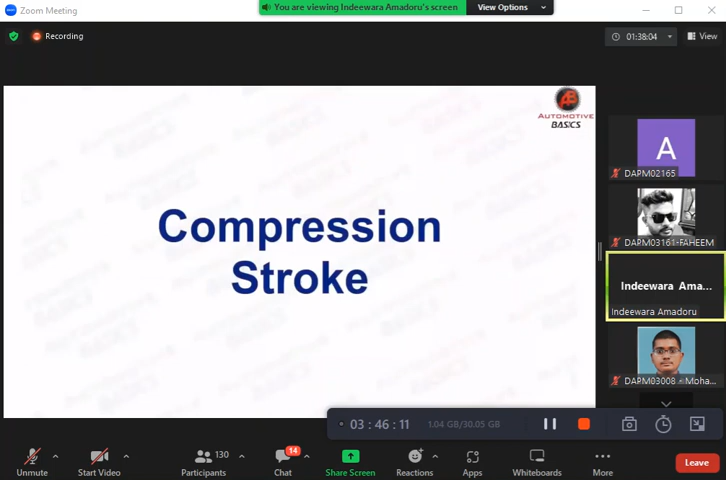 Zoom Meeting
You are viewing Indeewara Amadoru's screen
View Options
Recording
01:38:04
View
AB
AUTOMOTIVE
BASICS
Compression
Stroke
A
DAPM02165
DAPM03161-FAHEEM
Indeewara Ama...
Indeewara Amadoru
DAPM03008 - Moha...
03:46:11
1.04 GB/30.05 GB
Unmute
Start Video
130
Participants
14
Chat
Share Screen
Reactions
Apps
Whiteboards
More
Leave